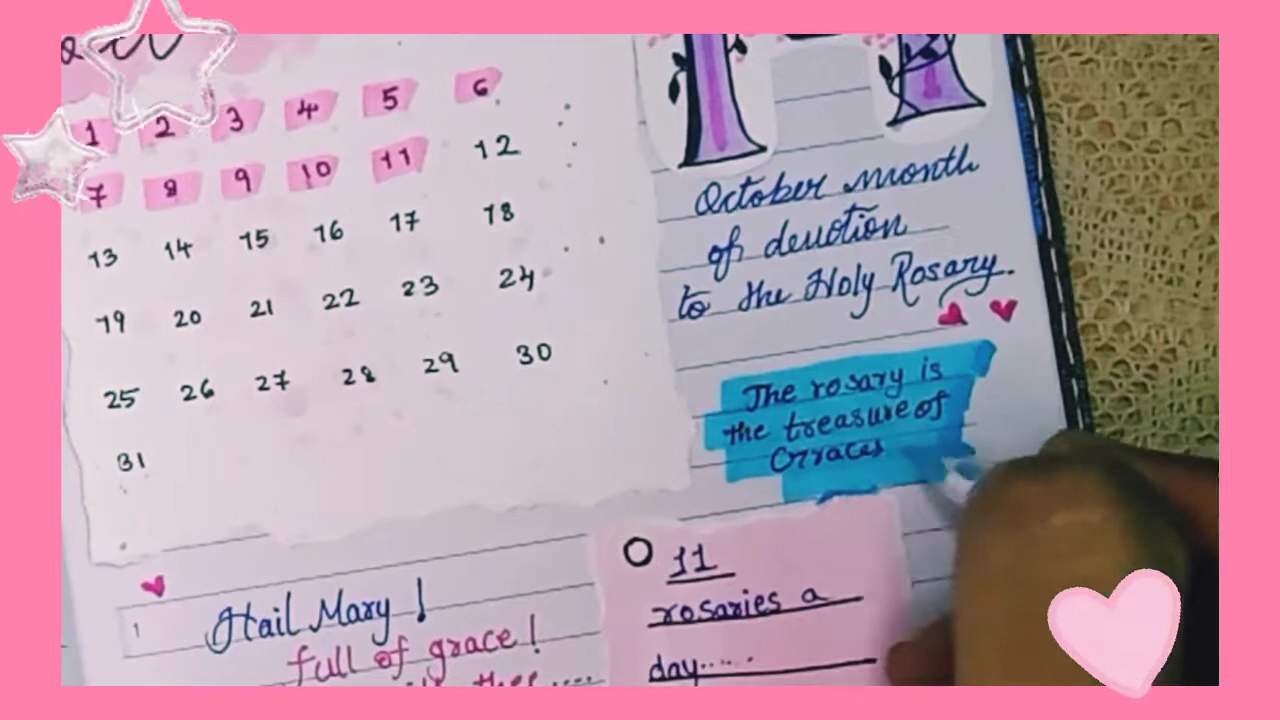 1 2 3 4 5 6
7 8 9 10 11 12
13 14 15 16 17 18
19 20 21 22 23 24
25 26 27 28 29 30
31
October month
of devotion
to the Holy Rosary.
The rosary is
the treasure of
Graces
Hail Mary!
full of grace!
thee....
11
rosaries a
day.....